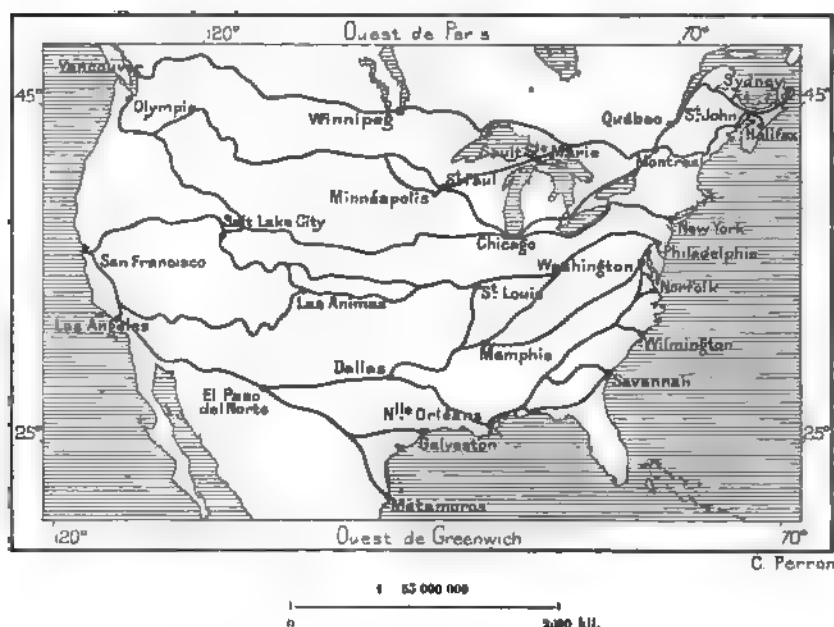 120°
Ouest de Paris
70°
45°
45°
Vancouver
Olympia
Winnipeg
Québec
Sydney
St. John
Halifax
Montreal
Sault Ste Marie
St Paul
Minnéapolis
Salt Lake City
Chicago
New York
Philadelphia
San Francisco
Washington
Las Animas
St. Louis
Norfolk
Los Angeles
Memphis
Wilmington
Dallas
Savannah
El Paso
del Norte
Nlle Orléans
25°
25°
Galveston
Matamoros
120°
Ouest de Greenwich
70°
C. Perron
0